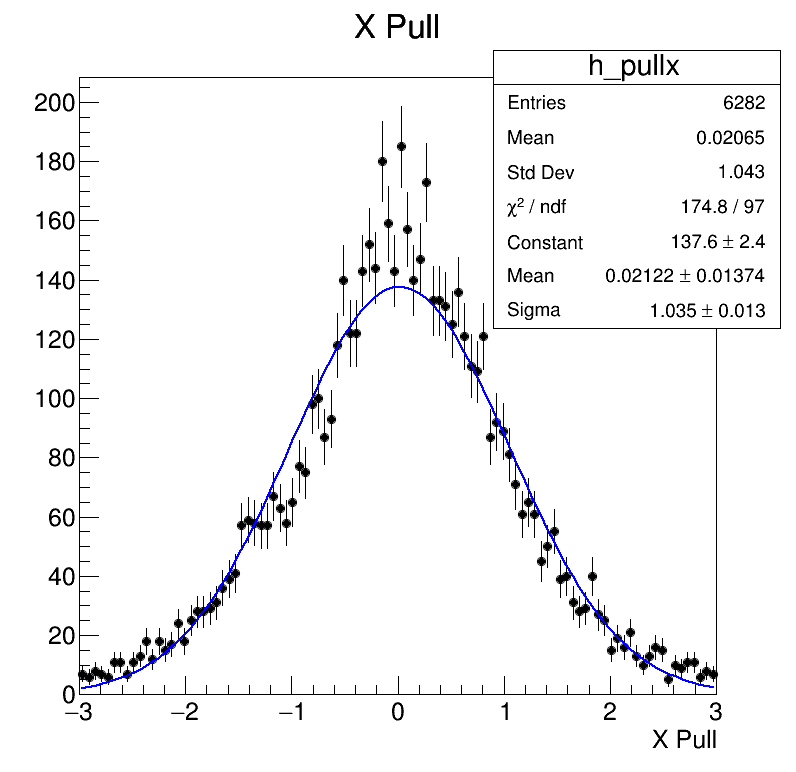 X Pull
h_pullx
Entries 6282
Mean 0.02065
Std Dev 1.043
χ² / ndf 174.8 / 97
Constant 137.6 ± 2.4
Mean 0.02122 ± 0.01374
Sigma 1.035 ± 0.013
200
180
160
140
120
100
80
60
40
20
0
−3 −2 −1 0 1 2 3
X Pull